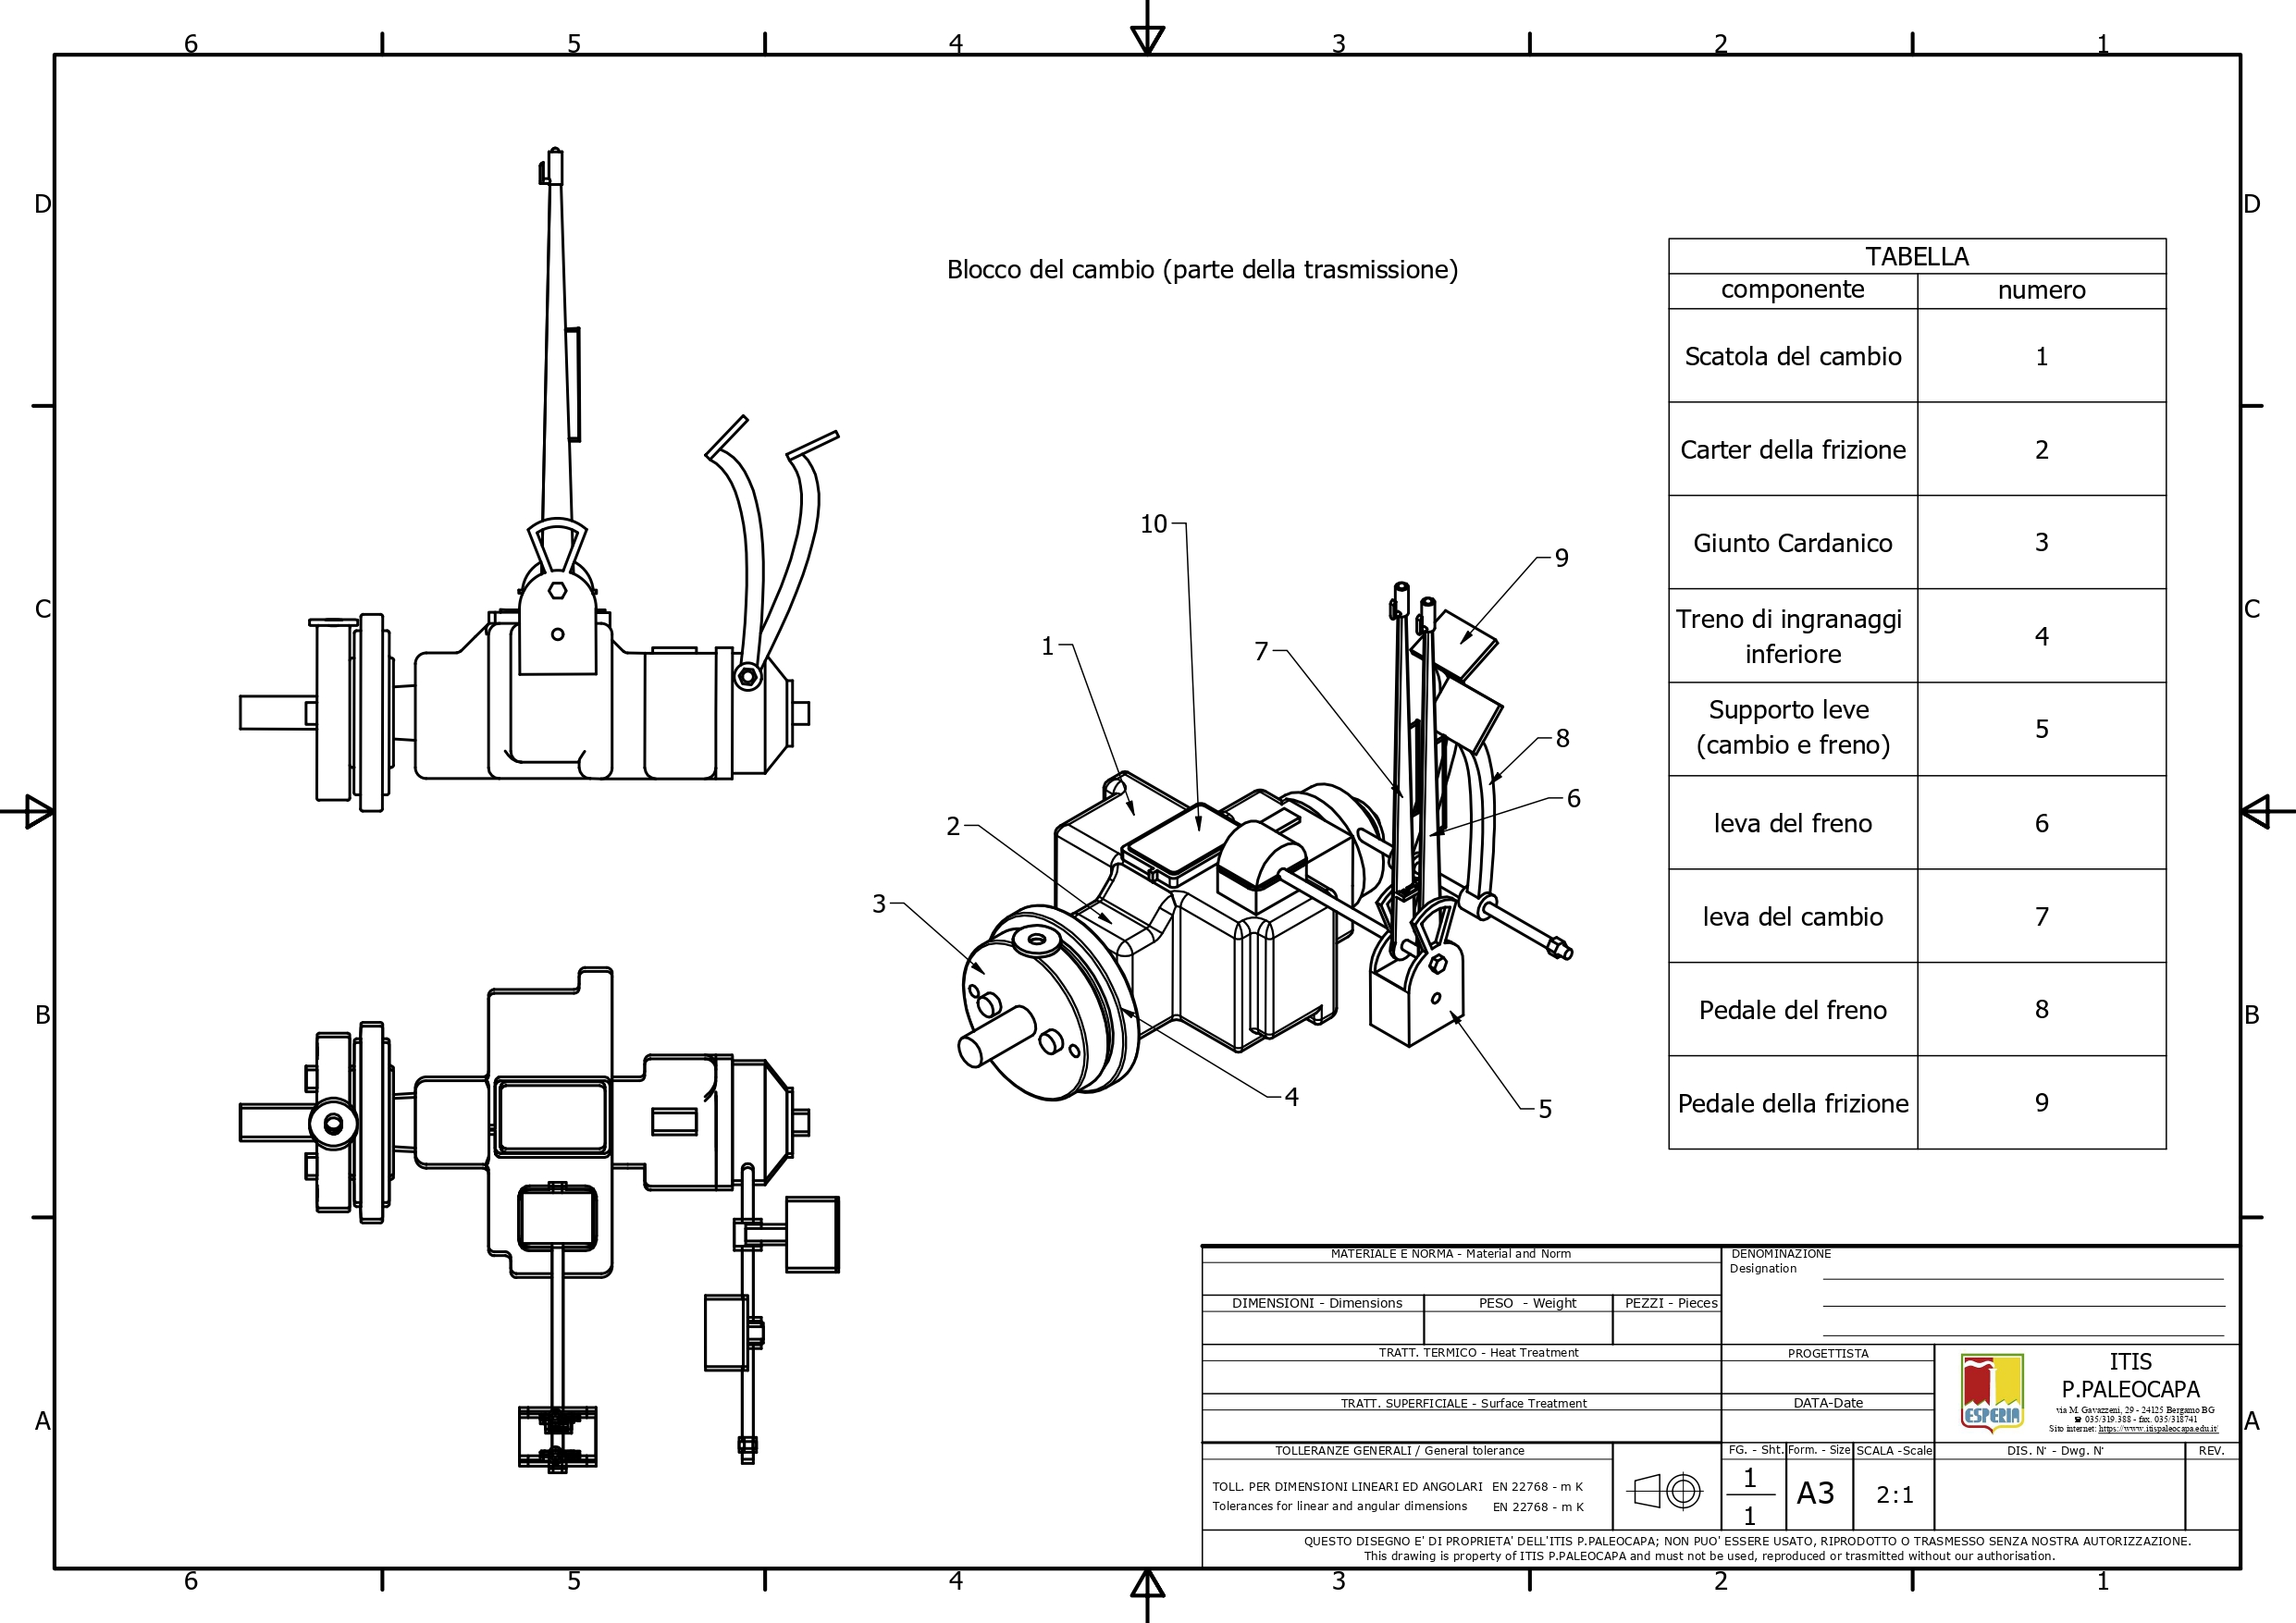 6 5 4 3 2 1
D D
C C
B B
A A
Blocco del cambio (parte della trasmissione)
TABELLA
componente numero
Scatola del cambio 1
Carter della frizione 2
Giunto Cardanico 3
Treno di ingranaggi
inferiore 4
Supporto leve
(cambio e freno) 5
leva del freno 6
leva del cambio 7
Pedale del freno 8
Pedale della frizione 9
10
9
1
7
8
6
2
3
4
5
MATERIALE E NORMA - Material and Norm
DENOMINAZIONE
Designation
DIMENSIONI - Dimensions PESO - Weight PEZZI - Pieces
TRATT. TERMICO - Heat Treatment
PROGETTISTA
TRATT. SUPERFICIALE - Surface Treatment
DATA-Date
ESPERIA
ITIS
P.PALEOCAPA
via M. Gavazzeni, 29 - 24125 Bergamo BG
☎ 035/319.388 - fax. 035/318741
Sito internet: https://www.itispaleocapa.edu.it/
TOLLERANZE GENERALI / General tolerance
TOLL. PER DIMENSIONI LINEARI ED ANGOLARI EN 22768 - m K
Tolerances for linear and angular dimensions EN 22768 - m K
FG. - Sht. Form. - Size SCALA -Scale DIS. N° - Dwg. N° REV.
1
1
A3
2:1
QUESTO DISEGNO E' DI PROPRIETA' DELL'ITIS P.PALEOCAPA; NON PUO' ESSERE USATO, RIPRODOTTO O TRASMESSO SENZA NOSTRA AUTORIZZAZIONE.
This drawing is property of ITIS P.PALEOCAPA and must not be used, reproduced or trasmitted without our authorisation.
6 5 4 3 2 1